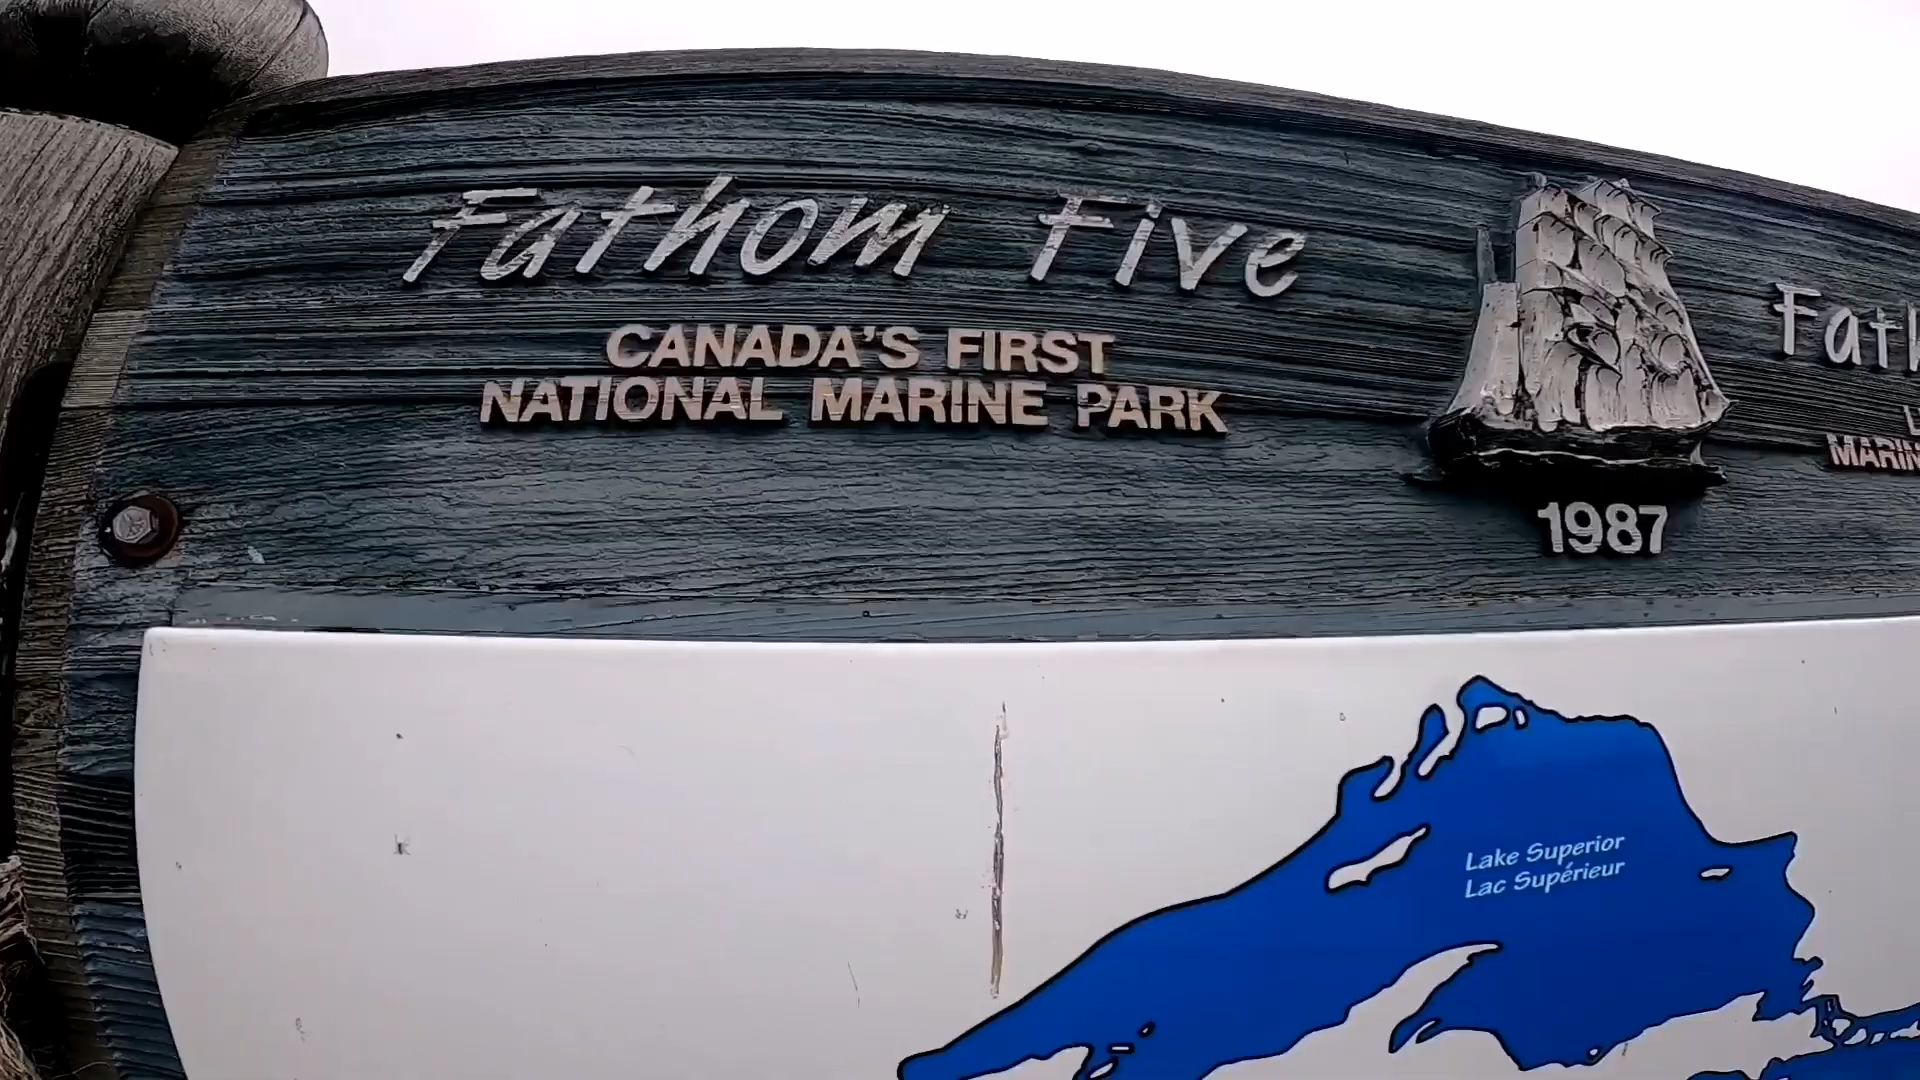 Fathom Five
CANADA'S FIRST
NATIONAL MARINE PARK
1987
Lake Superior
Lac Supérieur